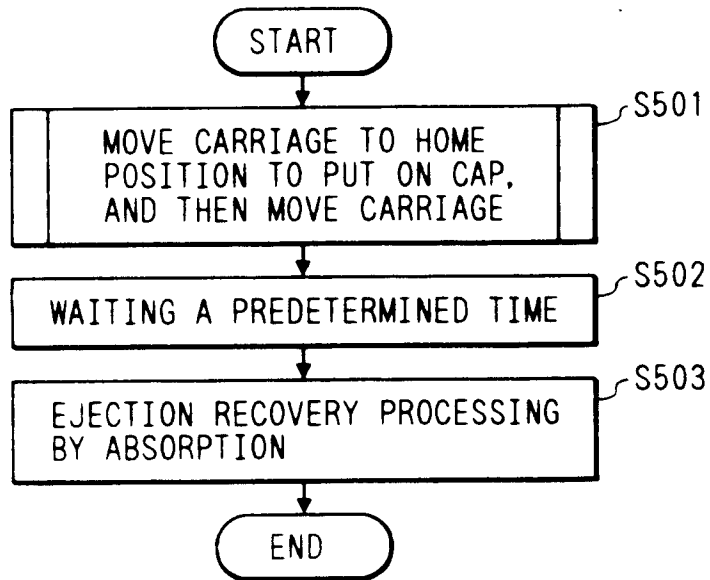 START
MOVE CARRIAGE TO HOME
POSITION TO PUT ON CAP,
AND THEN MOVE CARRIAGE
S501
WAITING A PREDETERMINED TIME
S502
EJECTION RECOVERY PROCESSING
BY ABSORPTION
S503
END